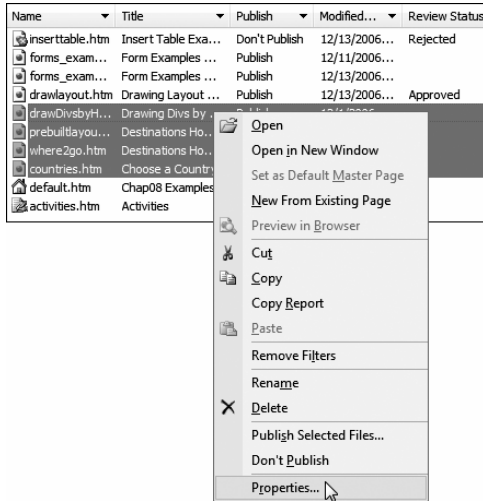 Name Title Publish Modified... Review Status
inserttable.htm Insert Table Exa... Don't Publish 12/13/2006... Rejected
forms_exam... Form Examples ... Publish 12/11/2006...
forms_exam... Form Examples ... Publish 12/13/2006...
drawlayout.htm Drawing Layout ... Publish 12/13/2006... Approved
drawDivsbyH... Drawing Divs by
prebuiltlayou... Destinations Ho...
where2go.htm Destinations Ho...
countries.htm Choose a Country
default.htm Chap08 Examples
activities.htm Activities
Open
Open in New Window
Set as Default Master Page
New From Existing Page
Preview in Browser
Cut
Copy
Copy Report
Paste
Remove Filters
Rename
Delete
Publish Selected Files...
Don't Publish
Properties...